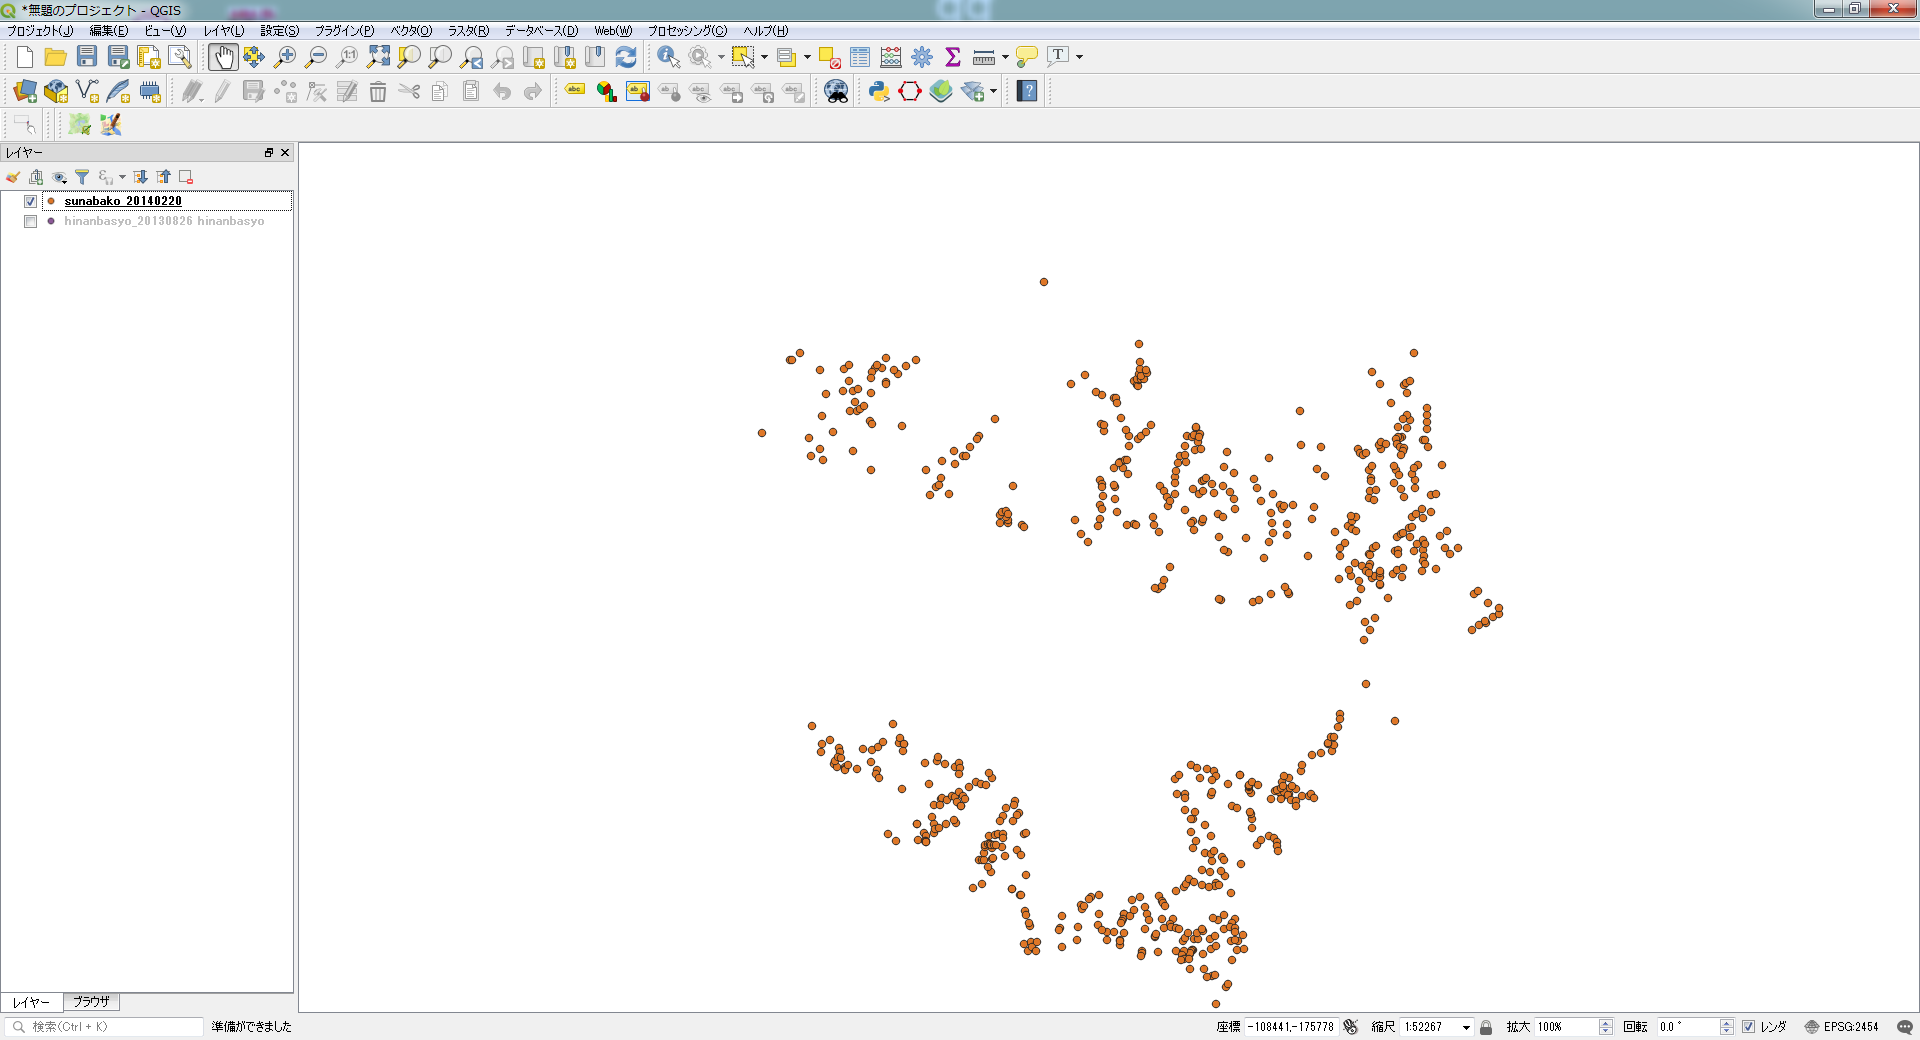 *無題のプロジェクト - QGIS
プロジェクト(J) 編集(E) ビュー(V) レイヤ(L) 設定(S) プラグイン(P) ベクタ(O) ラスタ(R) データベース(D) Web(W) プロセッシング(C) ヘルプ(H)
レイヤー
sunabako_20140220
hinanbasyo_20130826 hinanbasyo
レイヤー ブラウザ
検索(Ctrl + K) 準備ができました 座標 -108441,-175778 縮尺 1:52267 拡大 100% 回転 0.0 ° レンダ EPSG:2454